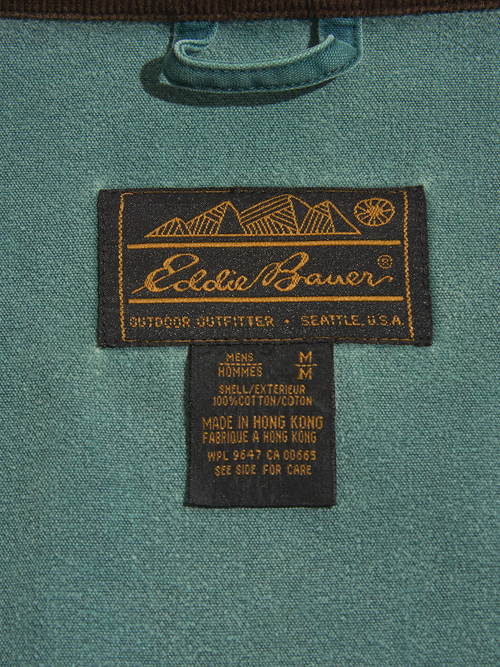 Eddie Bauer®
OUTDOOR OUTFITTER • SEATTLE, U.S.A.
MENS M
HOMMES M
SHELL/EXTERIEUR
100%COTTON/COTON
MADE IN HONG KONG
FABRIQUE A HONG KONG
WPL 9647 CA 00665
SEE SIDE FOR CARE